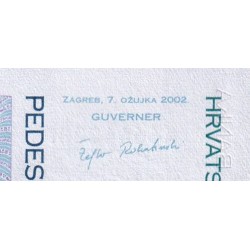 ZAGREB, 7. OŽUJKA 2002.
GUVERNER
PEDES
HRVATS